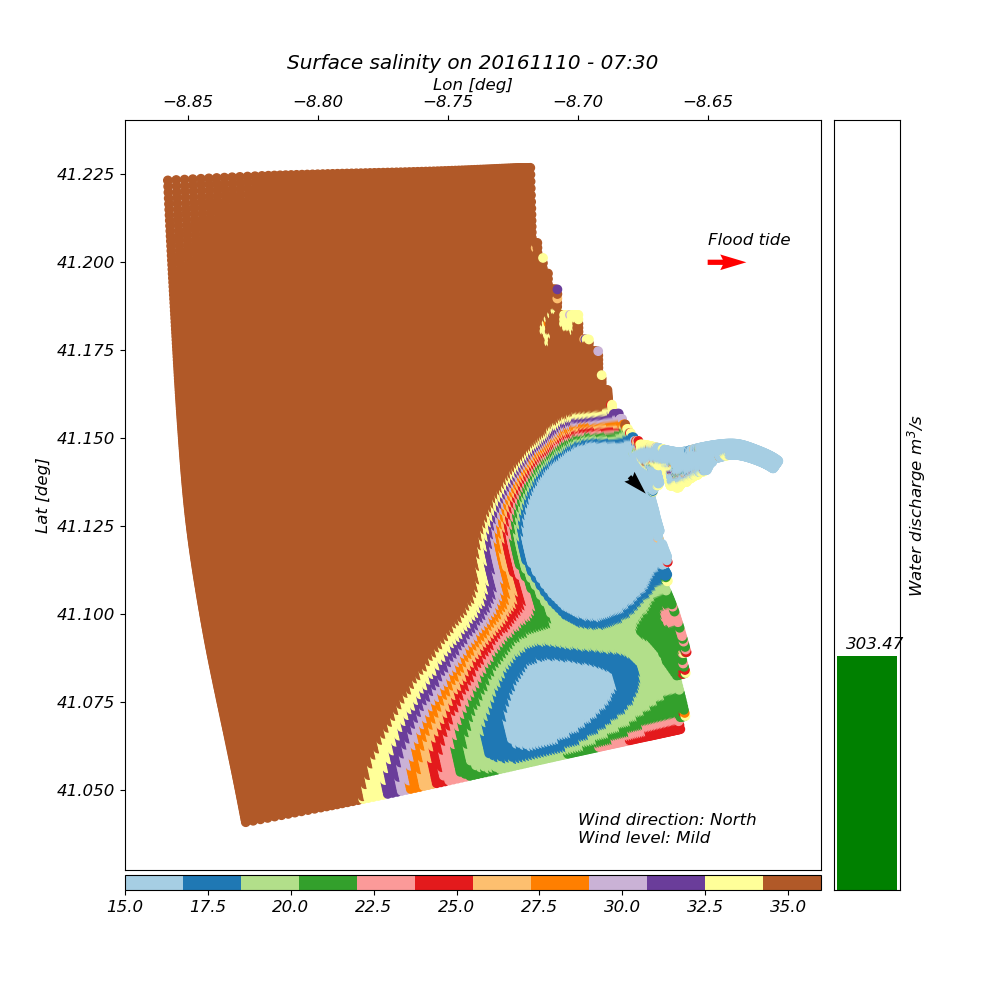 Surface salinity on 20161110 - 07:30
Lon [deg]
−8.85 −8.80 −8.75 −8.70 −8.65
41.225
Flood tide
41.200
41.175
41.150
41.125
41.100
41.075
41.050
Lat [deg]
Water discharge m³/s
303.47
Wind direction: North
Wind level: Mild
15.0 17.5 20.0 22.5 25.0 27.5 30.0 32.5 35.0